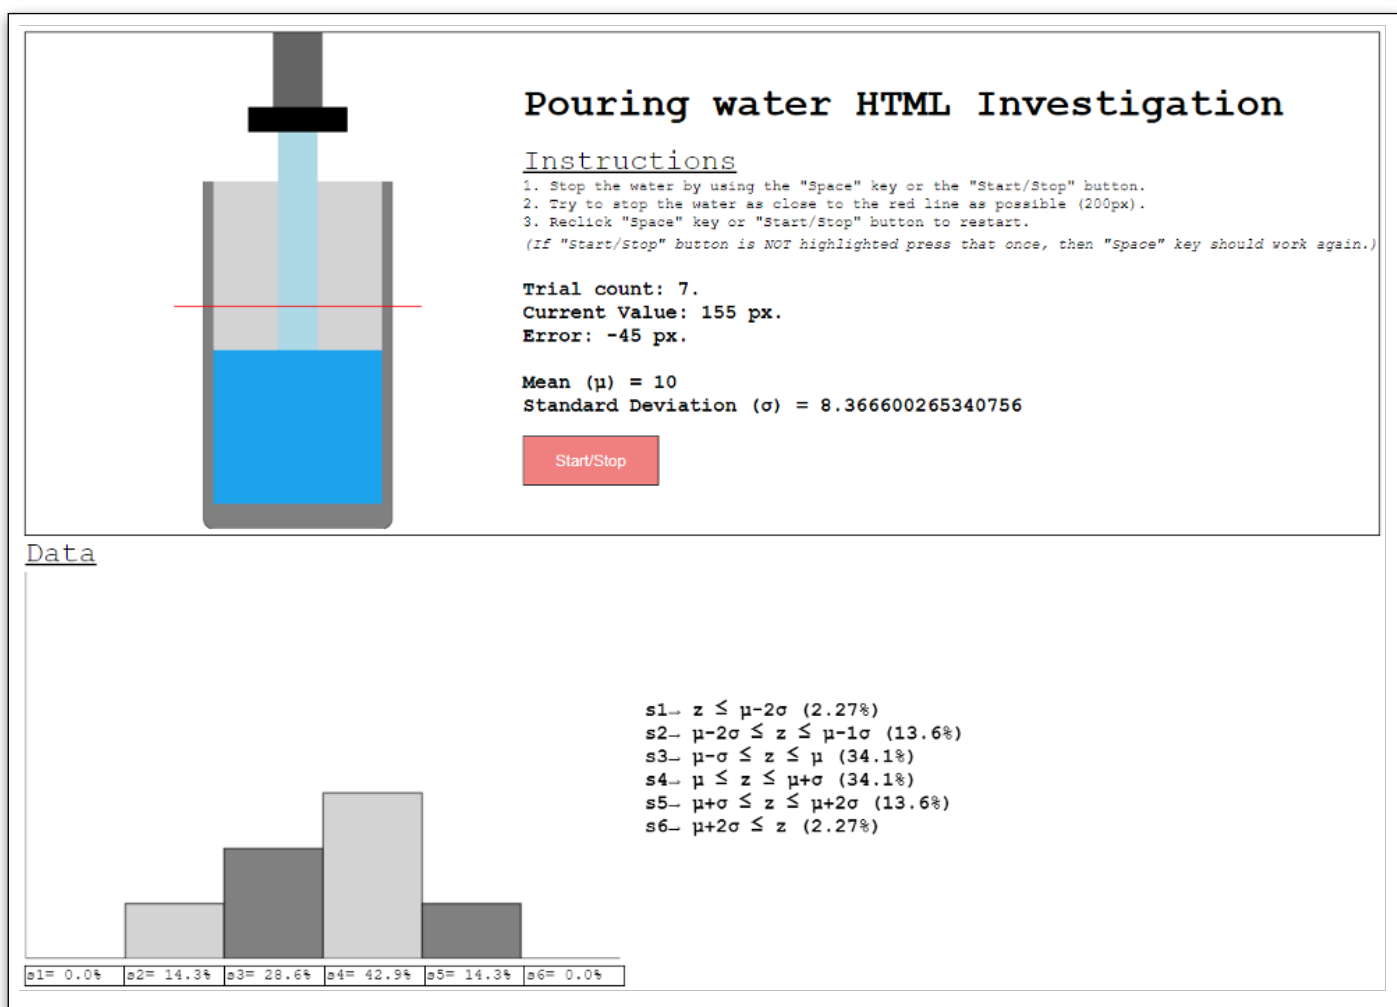 Pouring water HTML Investigation
Instructions
1. Stop the water by using the "Space" key or the "Start/Stop" button.
2. Try to stop the water as close to the red line as possible (200px).
3. Reclick "Space" key or "Start/Stop" button to restart.
(If "Start/Stop" button is NOT highlighted press that once, then "Space" key should work again.)
Trial count: 7.
Current Value: 155 px.
Error: -45 px.
Mean (μ) = 10
Standard Deviation (σ) = 8.366600265340756
Start/Stop
Data
s1→ z ≤ μ-2σ (2.27%)
s2→ μ-2σ ≤ z ≤ μ-1σ (13.6%)
s3→ μ-σ ≤ z ≤ μ (34.1%)
s4→ μ ≤ z ≤ μ+σ (34.1%)
s5→ μ+σ ≤ z ≤ μ+2σ (13.6%)
s6→ μ+2σ ≤ z (2.27%)
s1= 0.0% s2= 14.3% s3= 28.6% s4= 42.9% s5= 14.3% s6= 0.0%